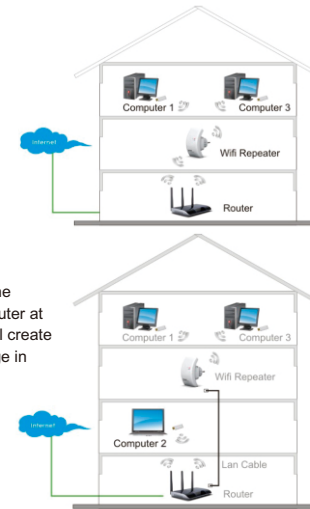 Computer 1
Computer 3
Internet
Wifi Repeater
Router
uter at
create
in
Computer 1
Computer 3
Wifi Repeater
Internet
Computer 2
Lan Cable
Router